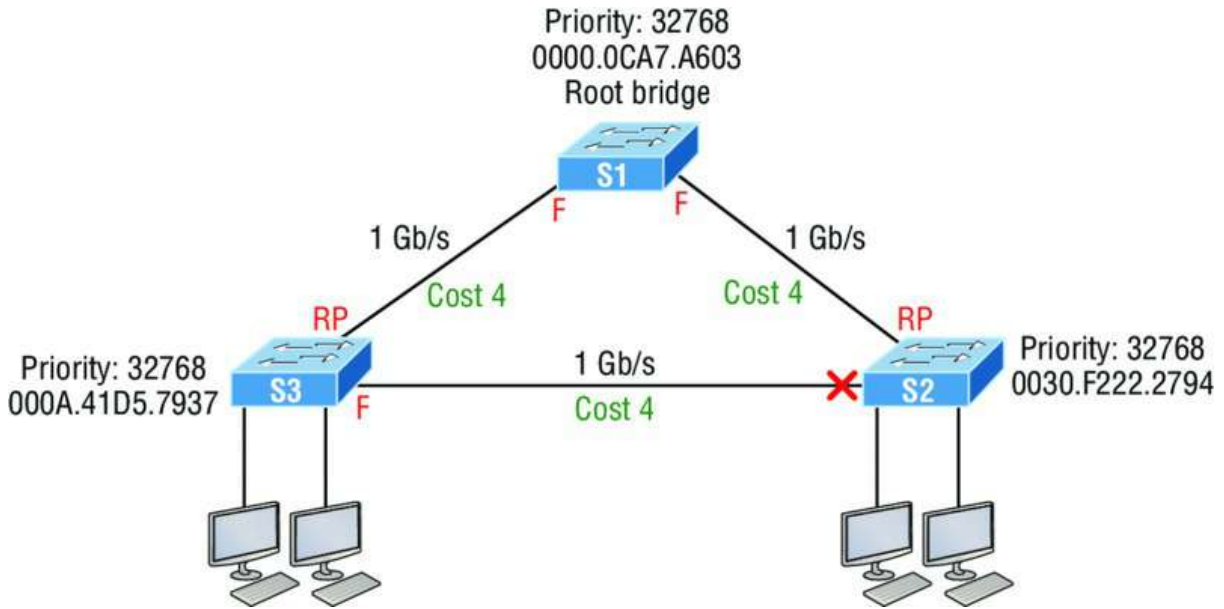 Priority: 32768
0000.0CA7.A603
Root bridge
S1
F
F
1 Gb/s
1 Gb/s
Cost 4
Cost 4
RP
RP
Priority: 32768
000A.41D5.7937
S3
F
1 Gb/s
Cost 4
S2
Priority: 32768
0030.F222.2794